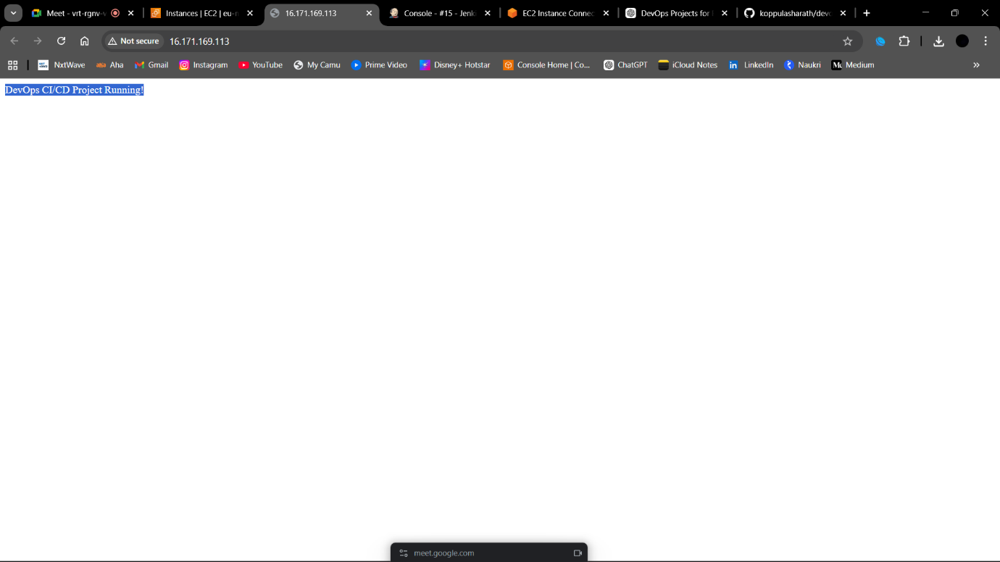 Meet - vrt-rgnv-v
Instances | EC2 | eu-n
16.171.169.113
Console - #15 - Jenki
EC2 Instance Connec
DevOps Projects for
koppulasharath/devo
Not secure
16.171.169.113
NxtWave
Aha
Gmail
Instagram
YouTube
My Camu
Prime Video
Disney+ Hotstar
Console Home | Co...
ChatGPT
iCloud Notes
LinkedIn
Naukri
Medium
DevOps CI/CD Project Running!
meet.google.com